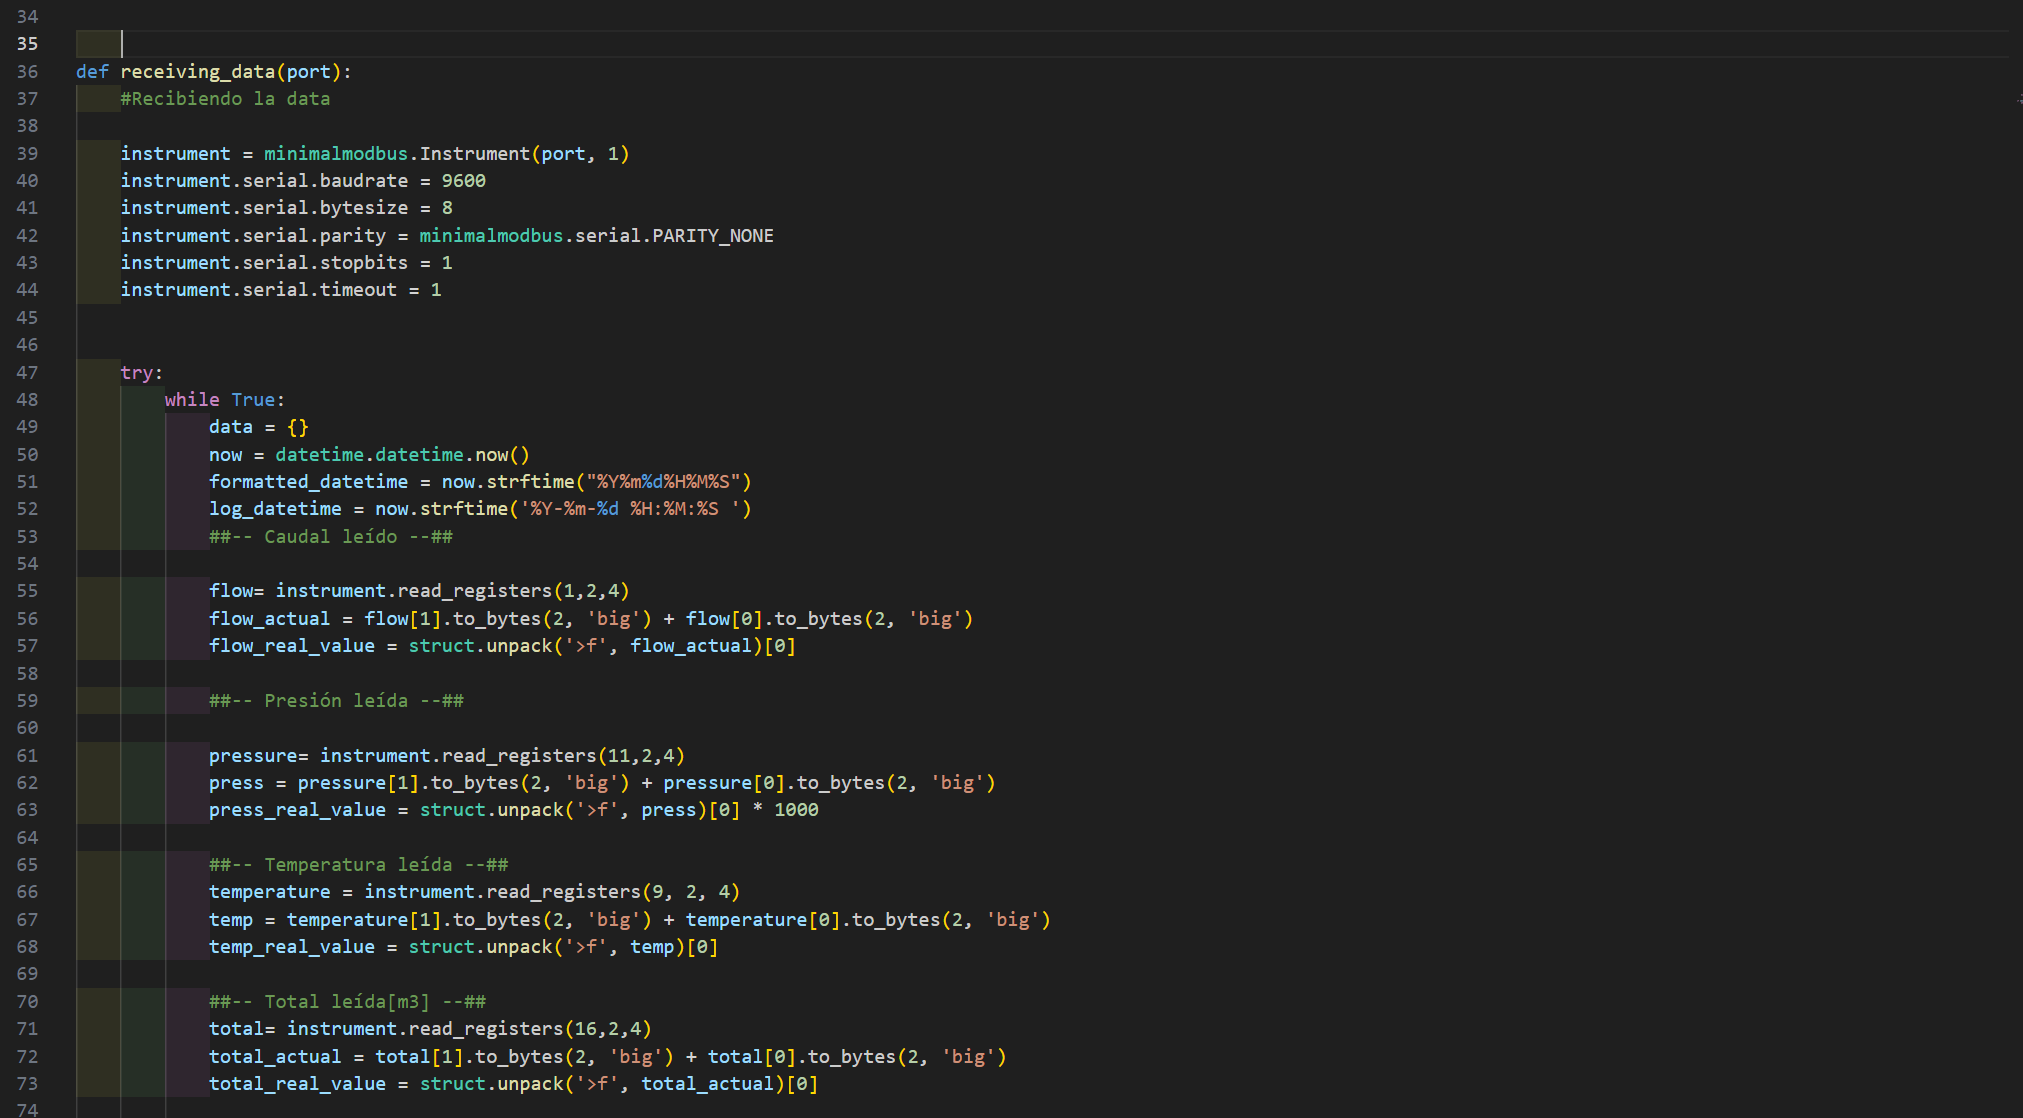 34
35
36 def receiving_data(port):
37     #Recibiendo la data
38
39     instrument = minimalmodbus.Instrument(port, 1)
40     instrument.serial.baudrate = 9600
41     instrument.serial.bytesize = 8
42     instrument.serial.parity = minimalmodbus.serial.PARITY_NONE
43     instrument.serial.stopbits = 1
44     instrument.serial.timeout = 1
45
46
47     try:
48         while True:
49             data = {}
50             now = datetime.datetime.now()
51             formatted_datetime = now.strftime("%Y%m%d%H%M%S")
52             log_datetime = now.strftime('%Y-%m-%d %H:%M:%S ')
53             ##-- Caudal leído --##
54
55             flow= instrument.read_registers(1,2,4)
56             flow_actual = flow[1].to_bytes(2, 'big') + flow[0].to_bytes(2, 'big')
57             flow_real_value = struct.unpack('>f', flow_actual)[0]
58
59             ##-- Presión leída --##
60
61             pressure= instrument.read_registers(11,2,4)
62             press = pressure[1].to_bytes(2, 'big') + pressure[0].to_bytes(2, 'big')
63             press_real_value = struct.unpack('>f', press)[0] * 1000
64
65             ##-- Temperatura leída --##
66             temperature = instrument.read_registers(9, 2, 4)
67             temp = temperature[1].to_bytes(2, 'big') + temperature[0].to_bytes(2, 'big')
68             temp_real_value = struct.unpack('>f', temp)[0]
69
70             ##-- Total leída[m3] --##
71             total= instrument.read_registers(16,2,4)
72             total_actual = total[1].to_bytes(2, 'big') + total[0].to_bytes(2, 'big')
73             total_real_value = struct.unpack('>f', total_actual)[0]
74